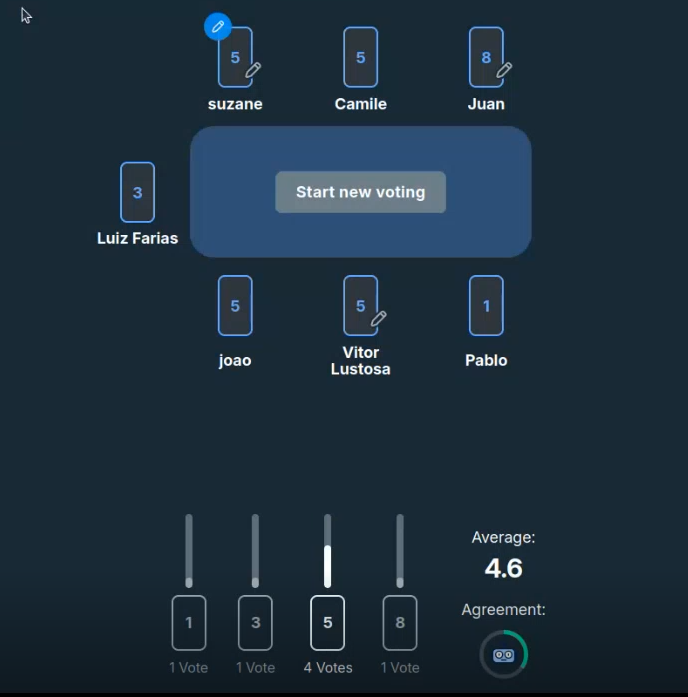 5
5
8
suzane
Camile
Juan
3
Start new voting
Luiz Farias
5
5
1
joao
Vitor
Lustosa
Pablo
Average:
4.6
Agreement:
1
3
5
8
1 Vote
1 Vote
4 Votes
1 Vote